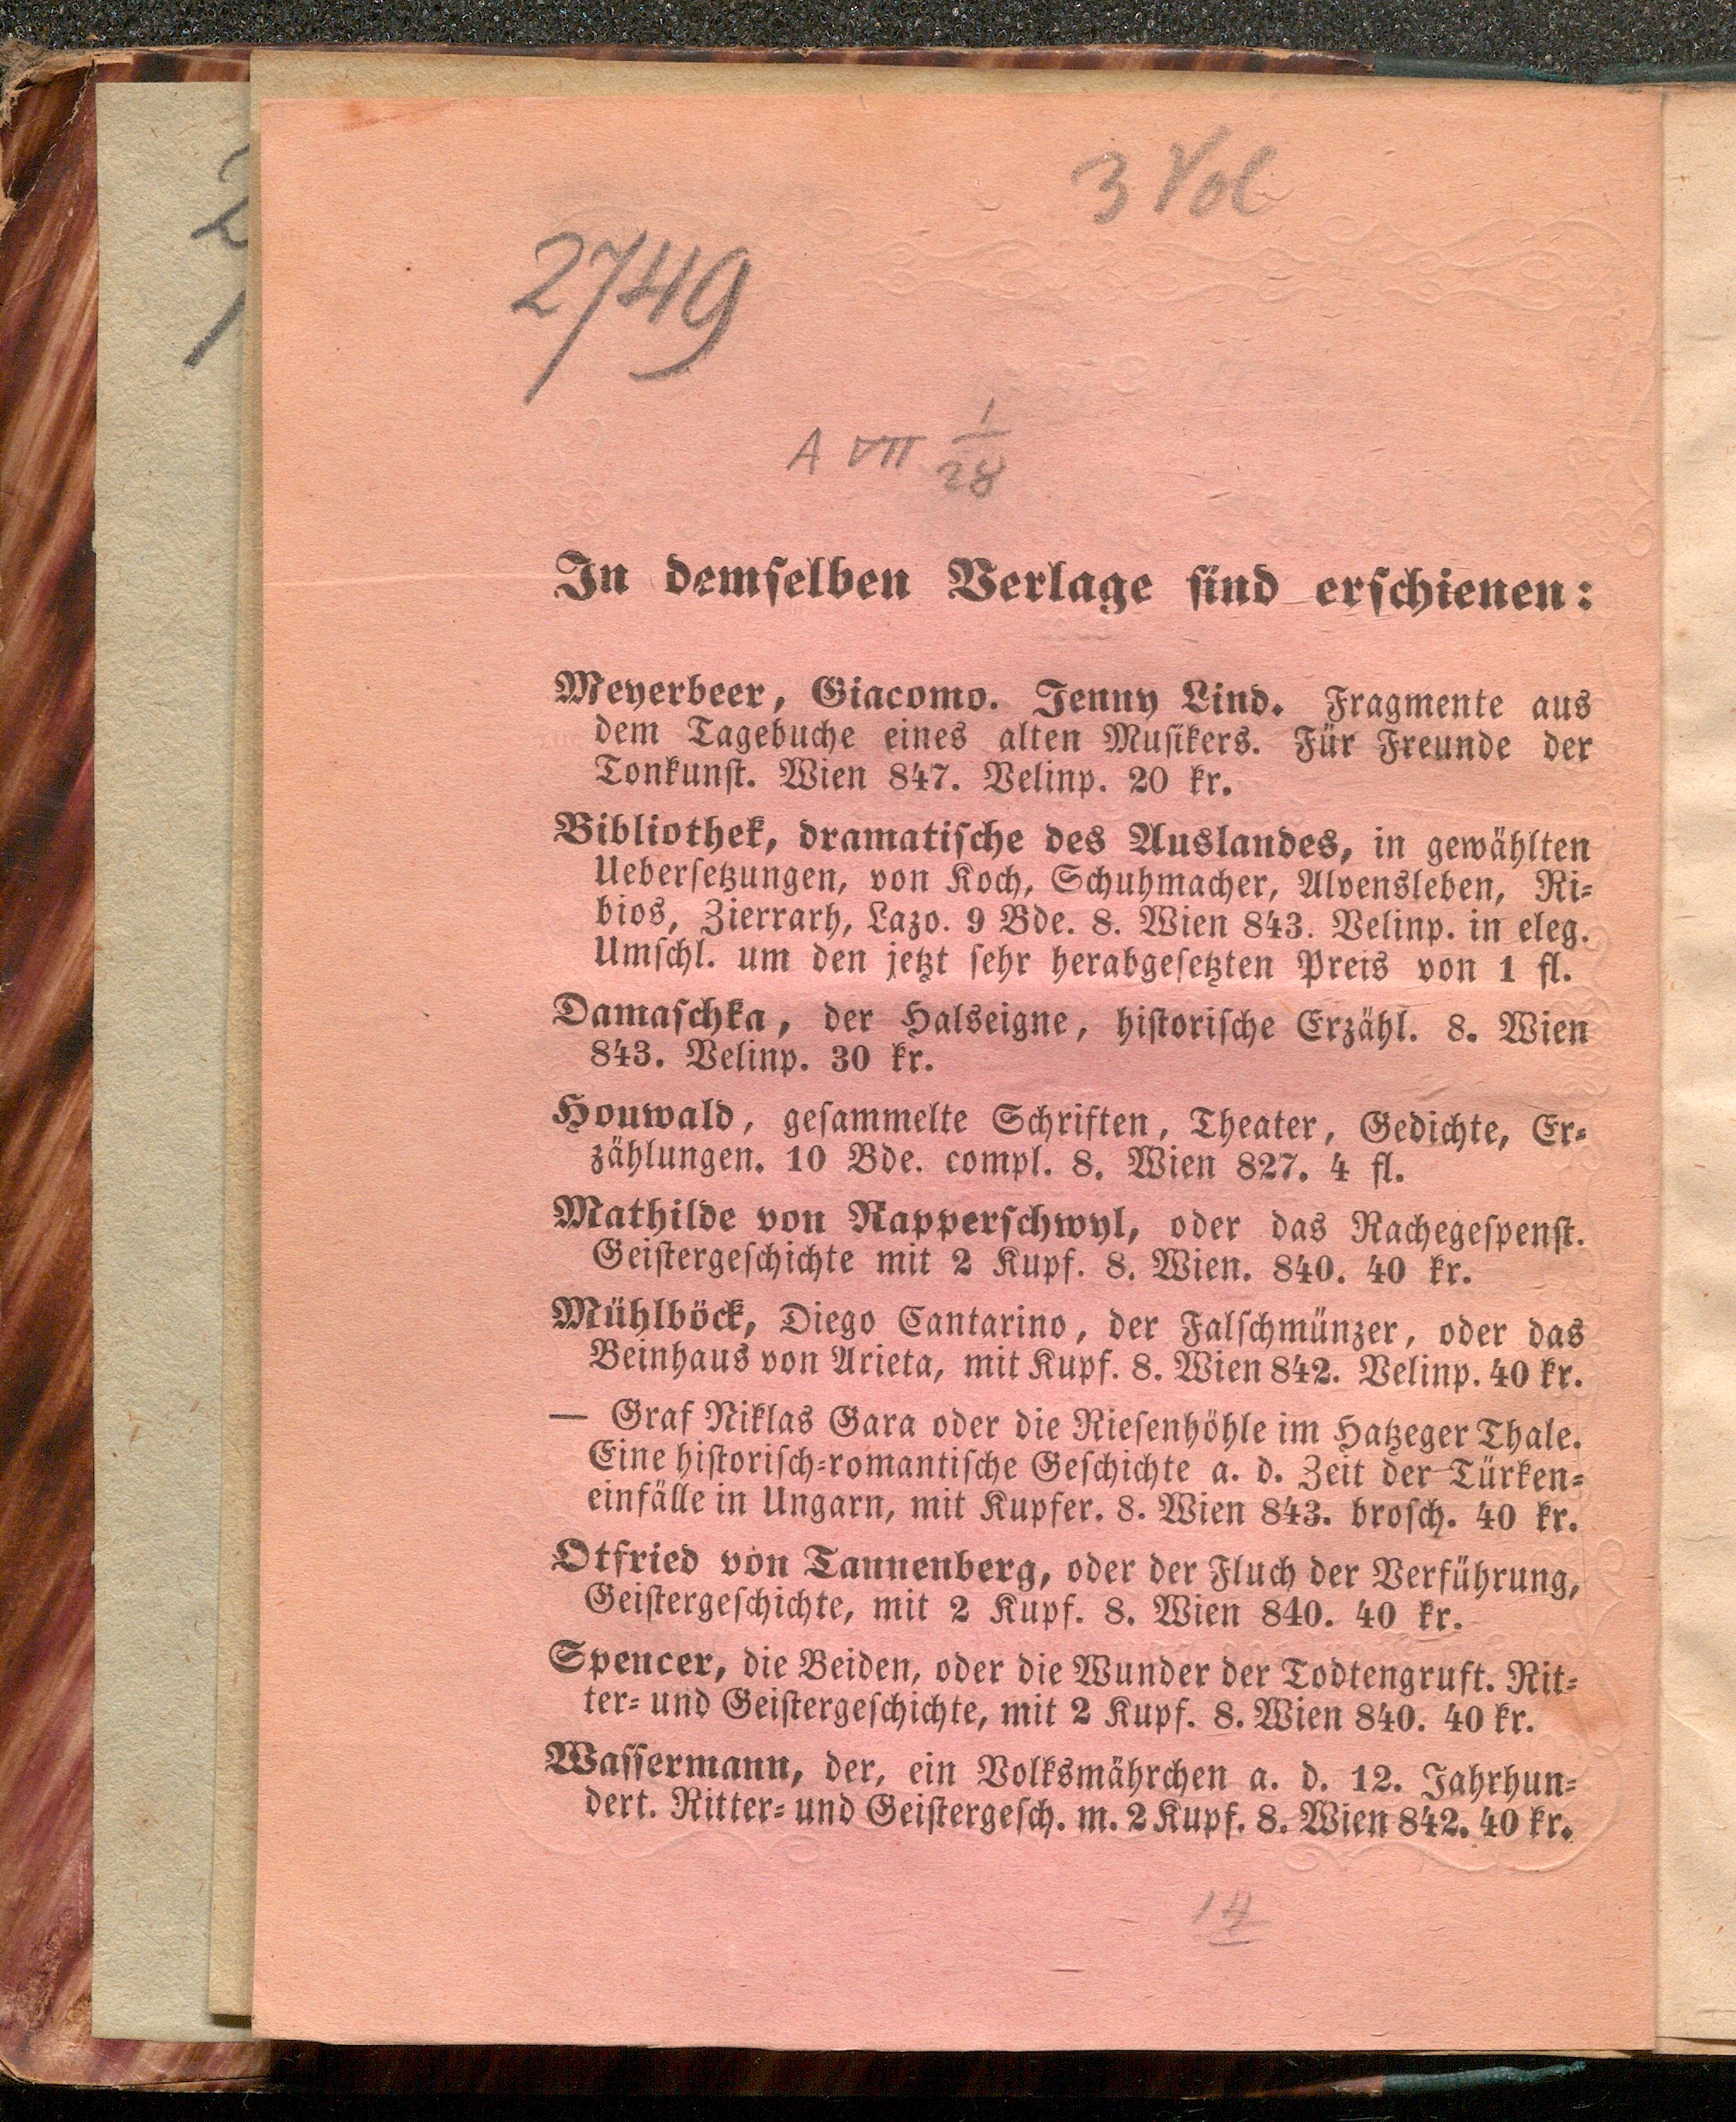 3 Vol
2749
A VII 1/28
In demselben Verlage sind erschienen:
Meyerbeer, Giacomo. Jenny Lind. Fragmente aus
dem Tagebuche eines alten Musikers. Für Freunde der
Tonkunst. Wien 847. Velinp. 20 kr.
Bibliothek, dramatische des Auslandes, in gewählten
Uebersetzungen, von Koch, Schuhmacher, Alvensleben, Ri-
bios, Zierrarh, Lazo. 9 Bde. 8. Wien 843. Velinp. in eleg.
Umschl. um den jetzt sehr herabgesetzten Preis von 1 fl.
Damaschka, der Halseigne, historische Erzähl. 8. Wien
843. Velinp. 30 kr.
Houwald, gesammelte Schriften, Theater, Gedichte, Er-
zählungen. 10 Bde. compl. 8. Wien 827. 4 fl.
Mathilde von Rapperschwyl, oder das Rachegespenst.
Geistergeschichte mit 2 Kupf. 8. Wien. 840. 40 kr.
Mühlböck, Diego Cantarino, der Falschmünzer, oder das
Beinhaus von Arieta, mit Kupf. 8. Wien 842. Velinp. 40 kr.
— Graf Niklas Gara oder die Riesenhöhle im Hatzeger Thale.
Eine historisch-romantische Geschichte a. d. Zeit der Türken-
einfälle in Ungarn, mit Kupfer. 8. Wien 843. brosch. 40 kr.
Otfried von Tannenberg, oder der Fluch der Verführung,
Geistergeschichte, mit 2 Kupf. 8. Wien 840. 40 kr.
Spencer, die Beiden, oder die Wunder der Todtengruft. Rit-
ter- und Geistergeschichte, mit 2 Kupf. 8. Wien 840. 40 kr.
Wassermann, der, ein Volksmährchen a. d. 12. Jahrhun-
dert. Ritter- und Geistergesch. m. 2 Kupf. 8. Wien 842. 40 kr.
14